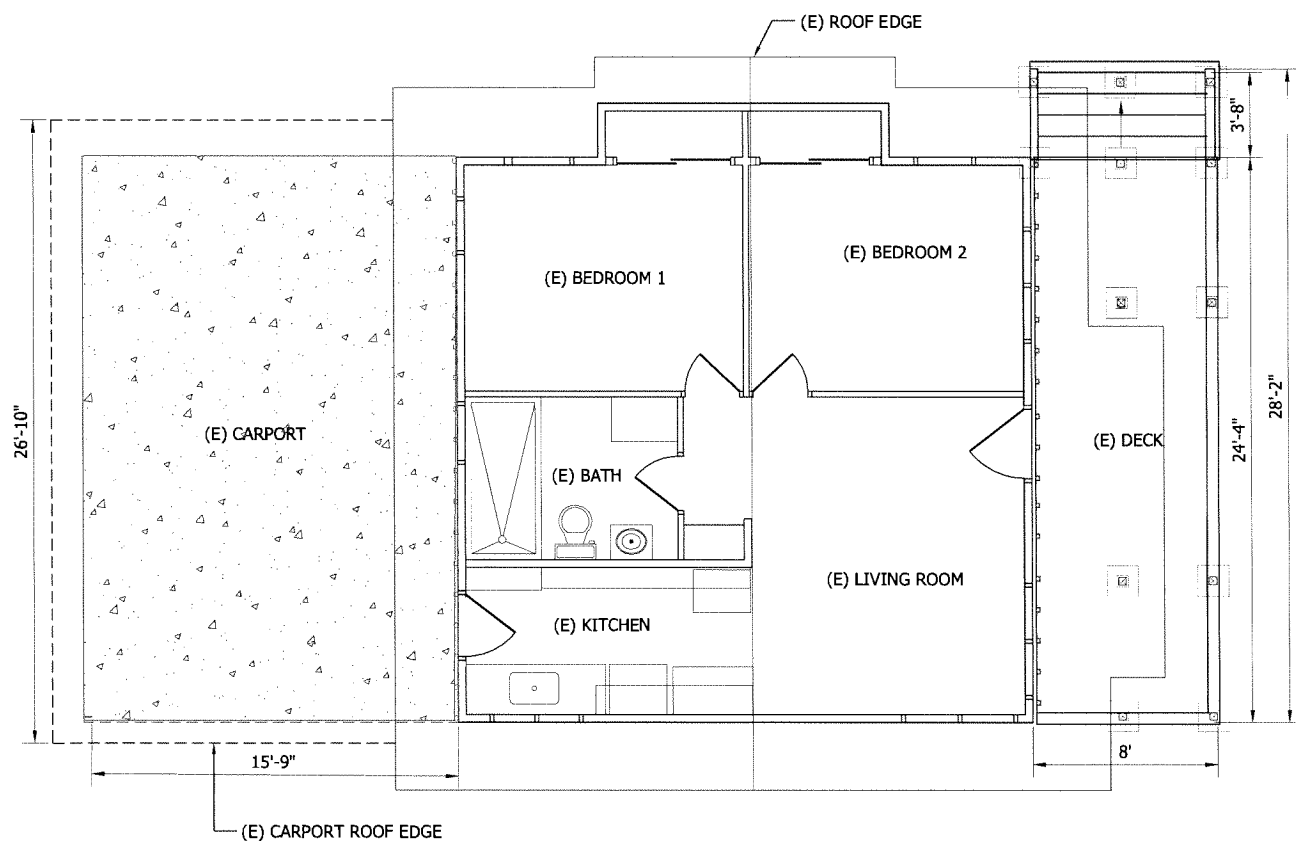 (E) ROOF EDGE
3'-8"
(E) BEDROOM 2
(E) BEDROOM 1
26'-10"
(E) CARPORT
(E) DECK
24'-4"
28'-2"
(E) BATH
(E) LIVING ROOM
(E) KITCHEN
15'-9"
8'
(E) CARPORT ROOF EDGE